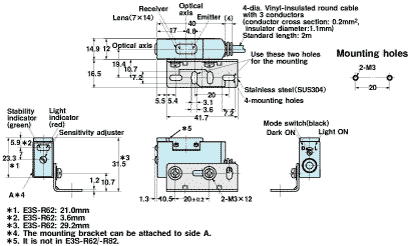 Receiver
Optical axis
Lens(7×14)
40
Emitter
(4)
17
4.8
4-dia. Vinyl-insulated round cable
with 3 conductors
(conductor cross section: 0.2mm²,
insulator diameter:1.1mm)
Standard length: 2m
14.9
12
Optical axis
Use these two holes
for the mounting
Mounting holes
16.5
19.4
10.7
7.2
2-M3
20
Stainless steel(SUS304)
4-mounting holes
5.5
5.4
20
3.1
3.6
7.2
41.7
Stability
indicator
(green)
Light
indicator
(red)
Sensitivity adjuster
*5
Mode switch(black)
Dark ON
Light ON
5.9
*2
23.3
*1
*3
31.5
A*4
1.2
10.7
1.3
10.5
20±0.2
2-M3×12
*1. E3S-R62: 21.0mm
*2. E3S-R62: 3.6mm
*3. E3S-R62: 29.2mm
*4. The mounting bracket can be attached to side A.
*5. It is not in E3S-R62/-R82.